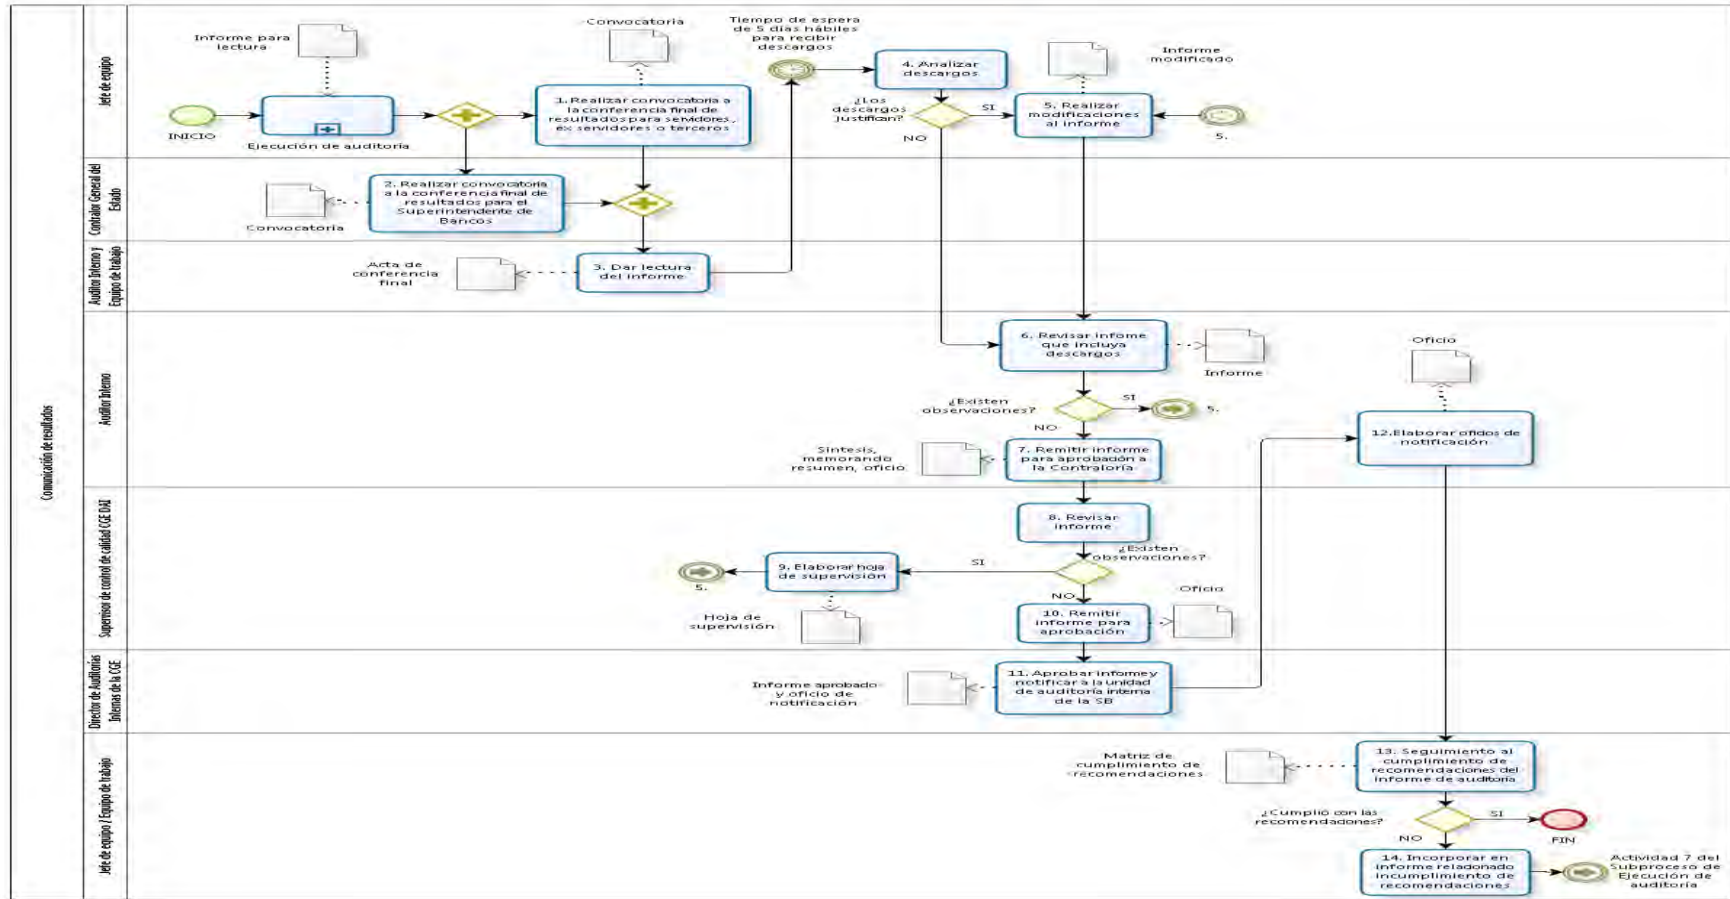 Comunicación de resultados
Jefe de equipo
Informe para
lectura
INICIO
Ejecución de auditoría
Convocatoria
1. Realizar convocatoria a
la conferencia final de
resultados para servidores,
ex servidores o terceros
Tiempo de espera
de 5 días hábiles
para recibir
descargos
4. Analizar
descargos
¿Los
descargos
justifican?
SI
NO
Informe
modificado
5. Realizar
modificaciones
al informe
5.
Contralor General del
Estado
2. Realizar convocatoria
a la conferencia final de
resultados para el
Superintendente de
Bancos
Convocatoria
Auditor Interno y
Equipo de trabajo
Acta de
conferencia
final
3. Dar lectura
del informe
Auditor Interno
6. Revisar infome
que incluya
descargos
Informe
¿Existen
observaciones?
SI
5.
NO
Sintesis,
memorando
resumen, oficio
7. Remitir informe
para aprobación a
la Contraloría
Oficio
12.Elaborar oficios de
notificación
Supervisor de control de calidad CGE DAI
8. Revisar
informe
¿Existen
observaciones?
SI
NO
9. Elaborar hoja
de supervisión
5.
Hoja de
supervisión
10. Remitir
informe para
aprobación
Oficio
Director de Auditorías
Internas de la CGE
Informe aprobado
y oficio de
notificación
11. Aprobar informe y
notificar a la unidad
de auditoría interna
de la SB
Jefe de equipo / Equipo de trabajo
Matriz de
cumplimiento de
recomendaciones
13. Seguimiento al
cumplimiento de
recomendaciones del
informe de auditoría
¿Cumplió con las
recomendaciones?
SI
FIN
NO
14. Incorporar en
informe relacionado
incumplimiento de
recomendaciones
Actividad 7 del
Subproceso de
Ejecución de
auditoría